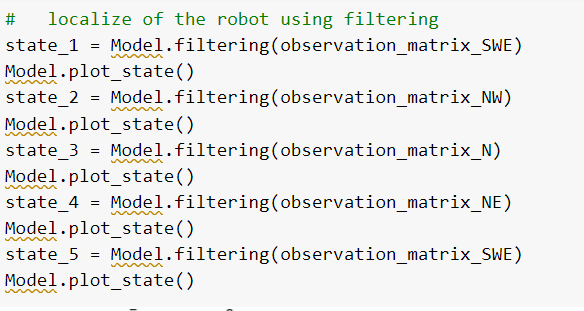 #   localize of the robot using filtering
state_1 = Model.filtering(observation_matrix_SWE)
Model.plot_state()
state_2 = Model.filtering(observation_matrix_NW)
Model.plot_state()
state_3 = Model.filtering(observation_matrix_N)
Model.plot_state()
state_4 = Model.filtering(observation_matrix_NE)
Model.plot_state()
state_5 = Model.filtering(observation_matrix_SWE)
Model.plot_state()